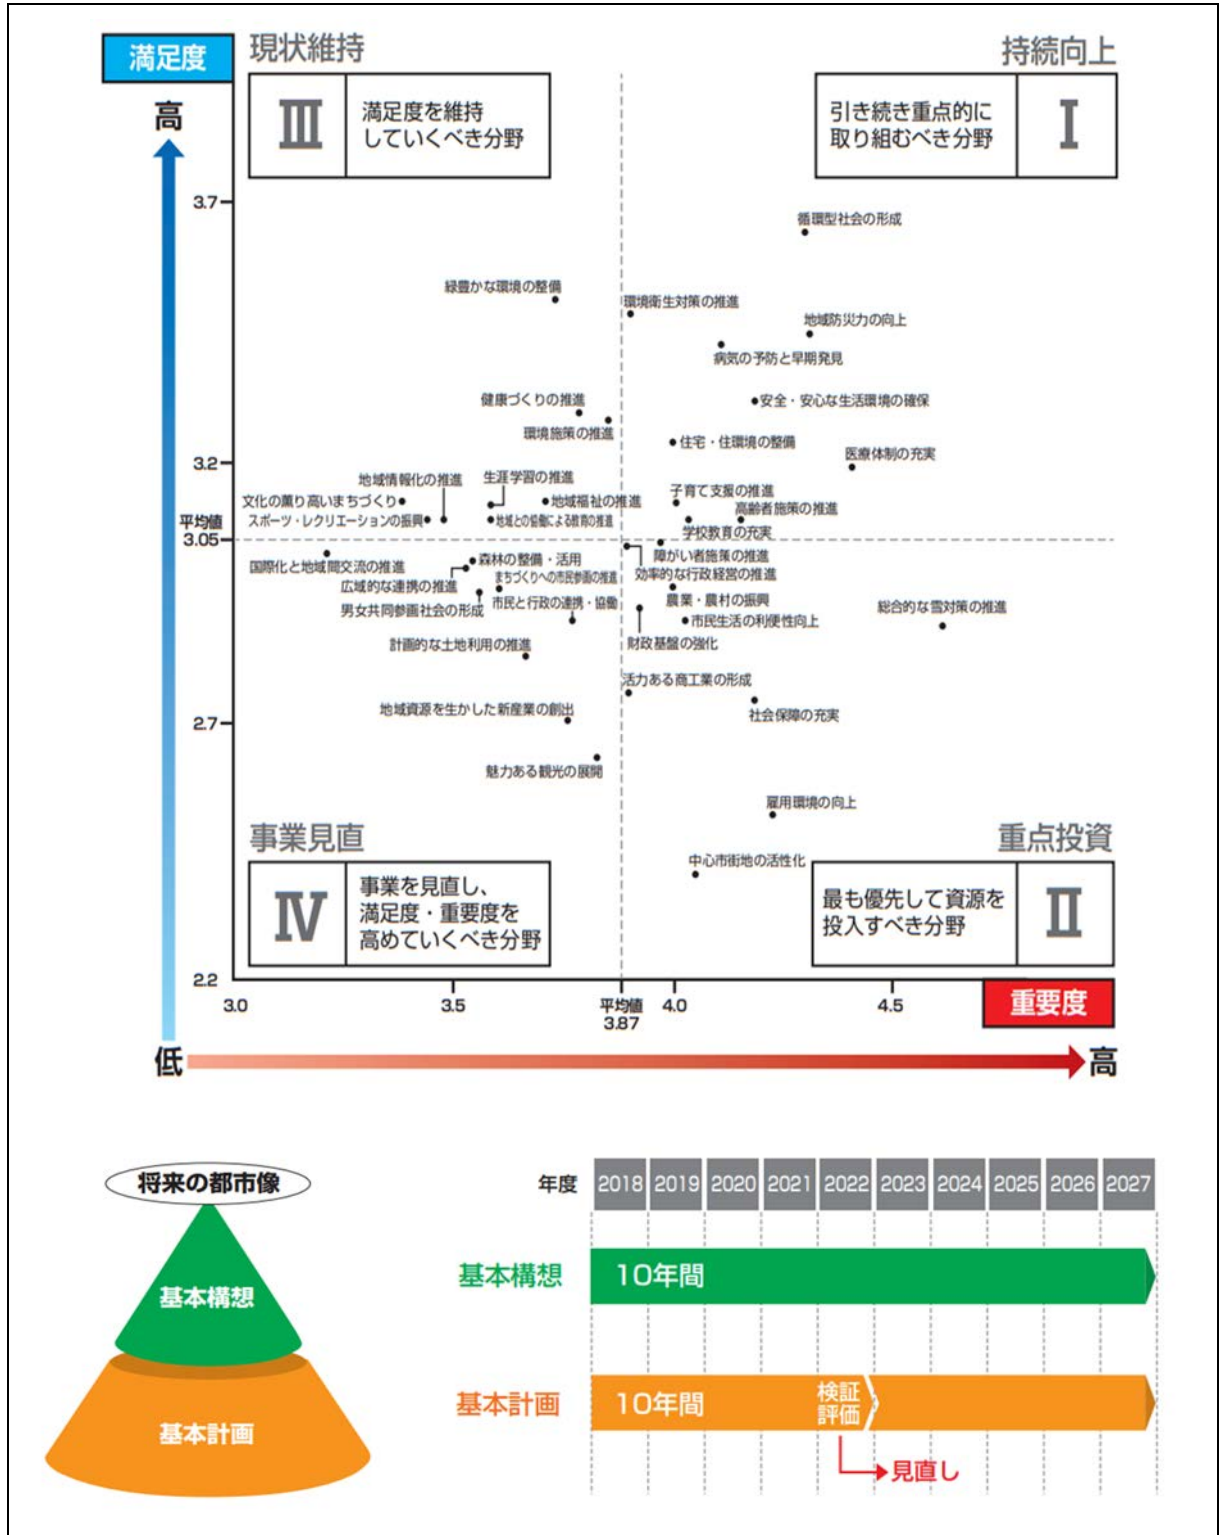 満足度
現状維持
持続向上
高
Ⅲ
満足度を維持
していくべき分野
引き続き重点的に
取り組むべき分野
Ⅰ
3.7
循環型社会の形成
緑豊かな環境の整備
環境衛生対策の推進
地域防災力の向上
病気の予防と早期発見
健康づくりの推進
安全・安心な生活環境の確保
環境施策の推進
住宅・住環境の整備
医療体制の充実
3.2
地域情報化の推進
生涯学習の推進
子育て支援の推進
文化の薫り高いまちづくり
地域福祉の推進
高齢者施策の推進
スポーツ・レクリエーションの振興
地域との協働による教育の推進
学校教育の充実
平均値
3.05
国際化と地域間交流の推進
森林の整備・活用
障がい者施策の推進
広域的な連携の推進
まちづくりへの市民参画の推進
効率的な行政経営の推進
男女共同参画社会の形成
市民と行政の連携・協働
農業・農村の振興
総合的な雪対策の推進
市民生活の利便性向上
計画的な土地利用の推進
財政基盤の強化
活力ある商工業の形成
地域資源を生かした新産業の創出
社会保障の充実
2.7
魅力ある観光の展開
雇用環境の向上
事業見直
重点投資
中心市街地の活性化
Ⅳ
事業を見直し、
満足度・重要度を
高めていくべき分野
最も優先して資源を
投入すべき分野
Ⅱ
2.2
3.0
3.5
平均値
3.87
4.0
4.5
重要度
低
高
将来の都市像
基本構想
基本計画
年度 2018 2019 2020 2021 2022 2023 2024 2025 2026 2027
基本構想
10年間
基本計画
10年間
検証
評価
見直し